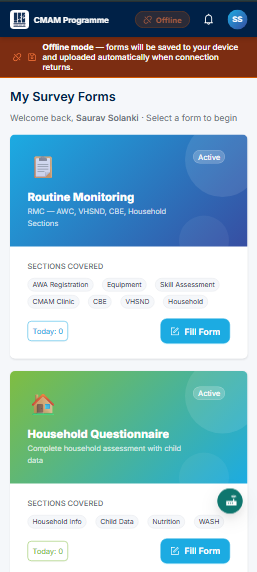 CMAM Programme
Offline
SS
Offline mode — forms will be saved to your device
and uploaded automatically when connection
returns.
My Survey Forms
Welcome back, Saurav Solanki · Select a form to begin
Active
Routine Monitoring
RMC — AWC, VHSND, CBE, Household
Sections
SECTIONS COVERED
AWA Registration
Equipment
Skill Assessment
CMAM Clinic
CBE
VHSND
Household
Today: 0
Fill Form
Active
Household Questionnaire
Complete household assessment with child
data
SECTIONS COVERED
Household Info
Child Data
Nutrition
WASH
Today: 0
Fill Form